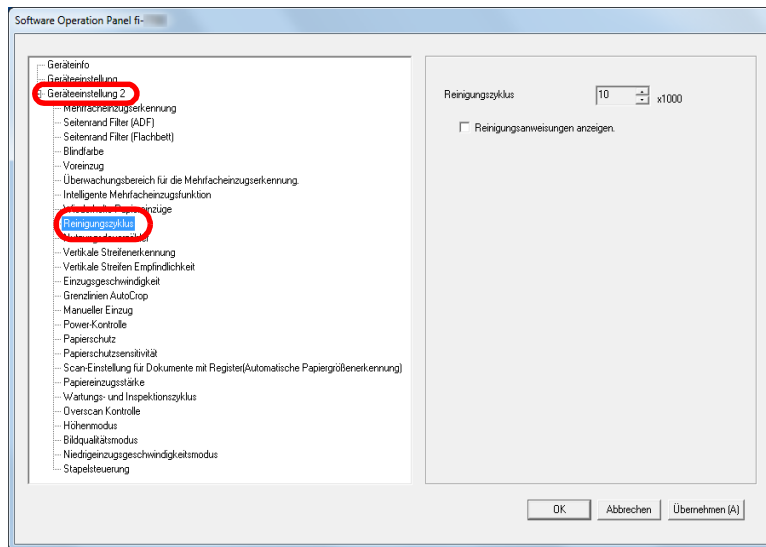 Software Operation Panel fi-
Geräteinfo
Geräteeinstellung
Geräteeinstellung 2
Mehrfacheinzugserkennung
Seitenrand Filter (ADF)
Seitenrand Filter (Flachbett)
Blindfarbe
Voreinzug
Überwachungsbereich für die Mehrfacheinzugserkennung.
Intelligente Mehrfacheinzugsfunktion
Wiederholte Papiereinzüge
Reinigungszyklus
Nutzungsdauerzähler
Vertikale Streifenerkennung
Vertikale Streifen Empfindlichkeit
Einzugsgeschwindigkeit
Grenzlinien AutoCrop
Manueller Einzug
Power-Kontrolle
Papierschutz
Papierschutzsensitivität
Scan-Einstellung für Dokumente mit Register(Automatische Papiergrößenerkennung)
Papiereinzugsstärke
Wartungs- und Inspektionszyklus
Overscan Kontrolle
Höhenmodus
Bildqualitätsmodus
Niedrigeinzugsgeschwindigkeitsmodus
Stapelsteuerung
Reinigungszyklus 10 x1000
Reinigungsanweisungen anzeigen.
OK Abbrechen Übernehmen (A)